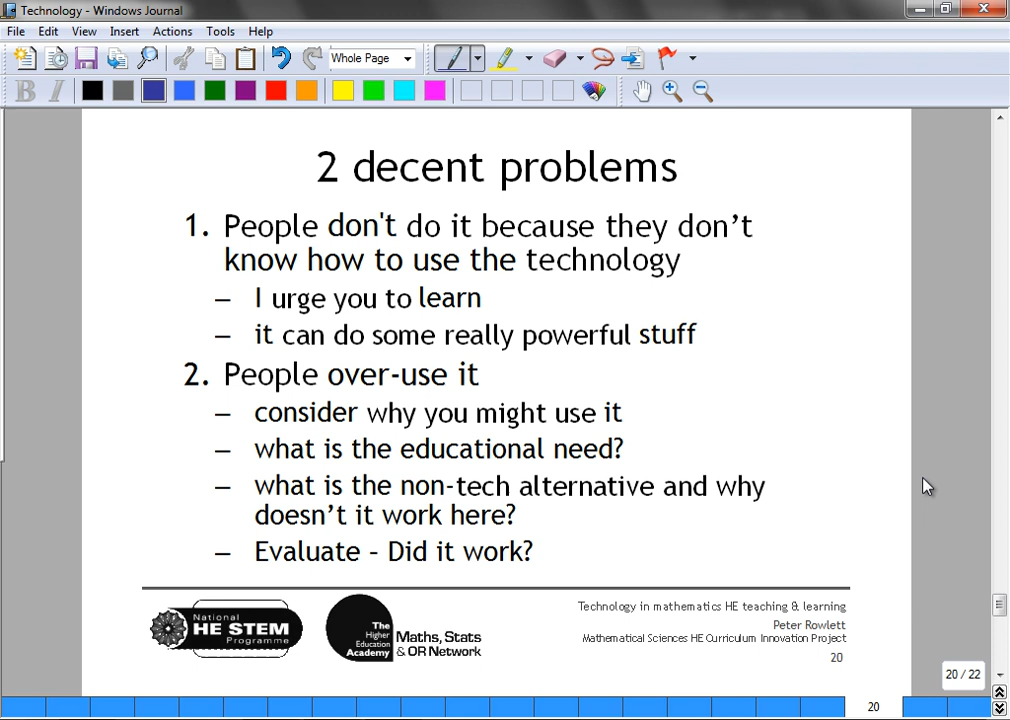 Technology - Windows Journal
File Edit View Insert Actions Tools Help
Whole Page
B I
2 decent problems
1. People don't do it because they don’t
know how to use the technology
– I urge you to learn
– it can do some really powerful stuff
2. People over-use it
– consider why you might use it
– what is the educational need?
– what is the non-tech alternative and why
doesn’t it work here?
– Evaluate – Did it work?
National
HE STEM
Programme
The
Higher
Education
Academy
Maths, Stats
& OR Network
Technology in mathematics HE teaching & learning
Peter Rowlett
Mathematical Sciences HE Curriculum Innovation Project
20
20 / 22
20